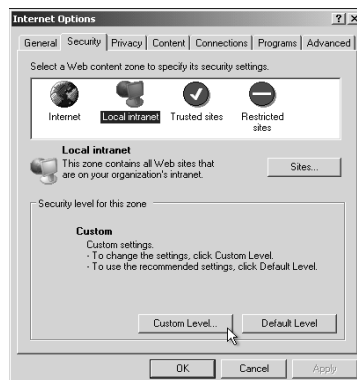 Internet Options
?
General Security Privacy Content Connections Programs Advanced
Select a Web content zone to specify its security settings.
Internet Local intranet Trusted sites Restricted
sites
Local intranet
This zone contains all Web sites that
are on your organization's intranet.
Sites...
Security level for this zone
Custom
Custom settings.
- To change the settings, click Custom Level.
- To use the recommended settings, click Default Level.
Custom Level... Default Level
OK Cancel Apply